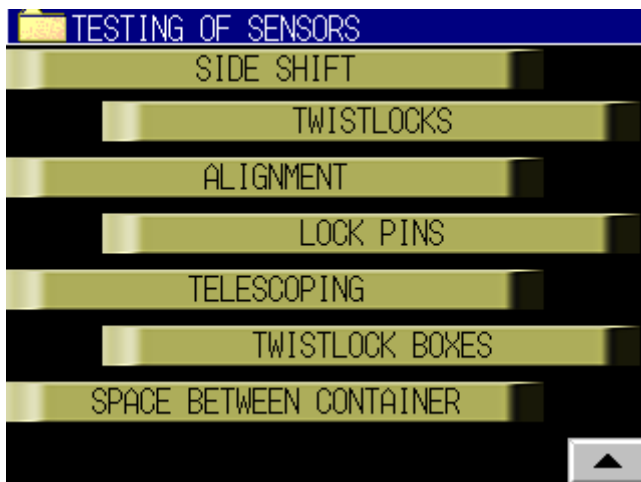 TESTING OF SENSORS
SIDE SHIFT
TWISTLOCKS
ALIGNMENT
LOCK PINS
TELESCOPING
TWISTLOCK BOXES
SPACE BETWEEN CONTAINER